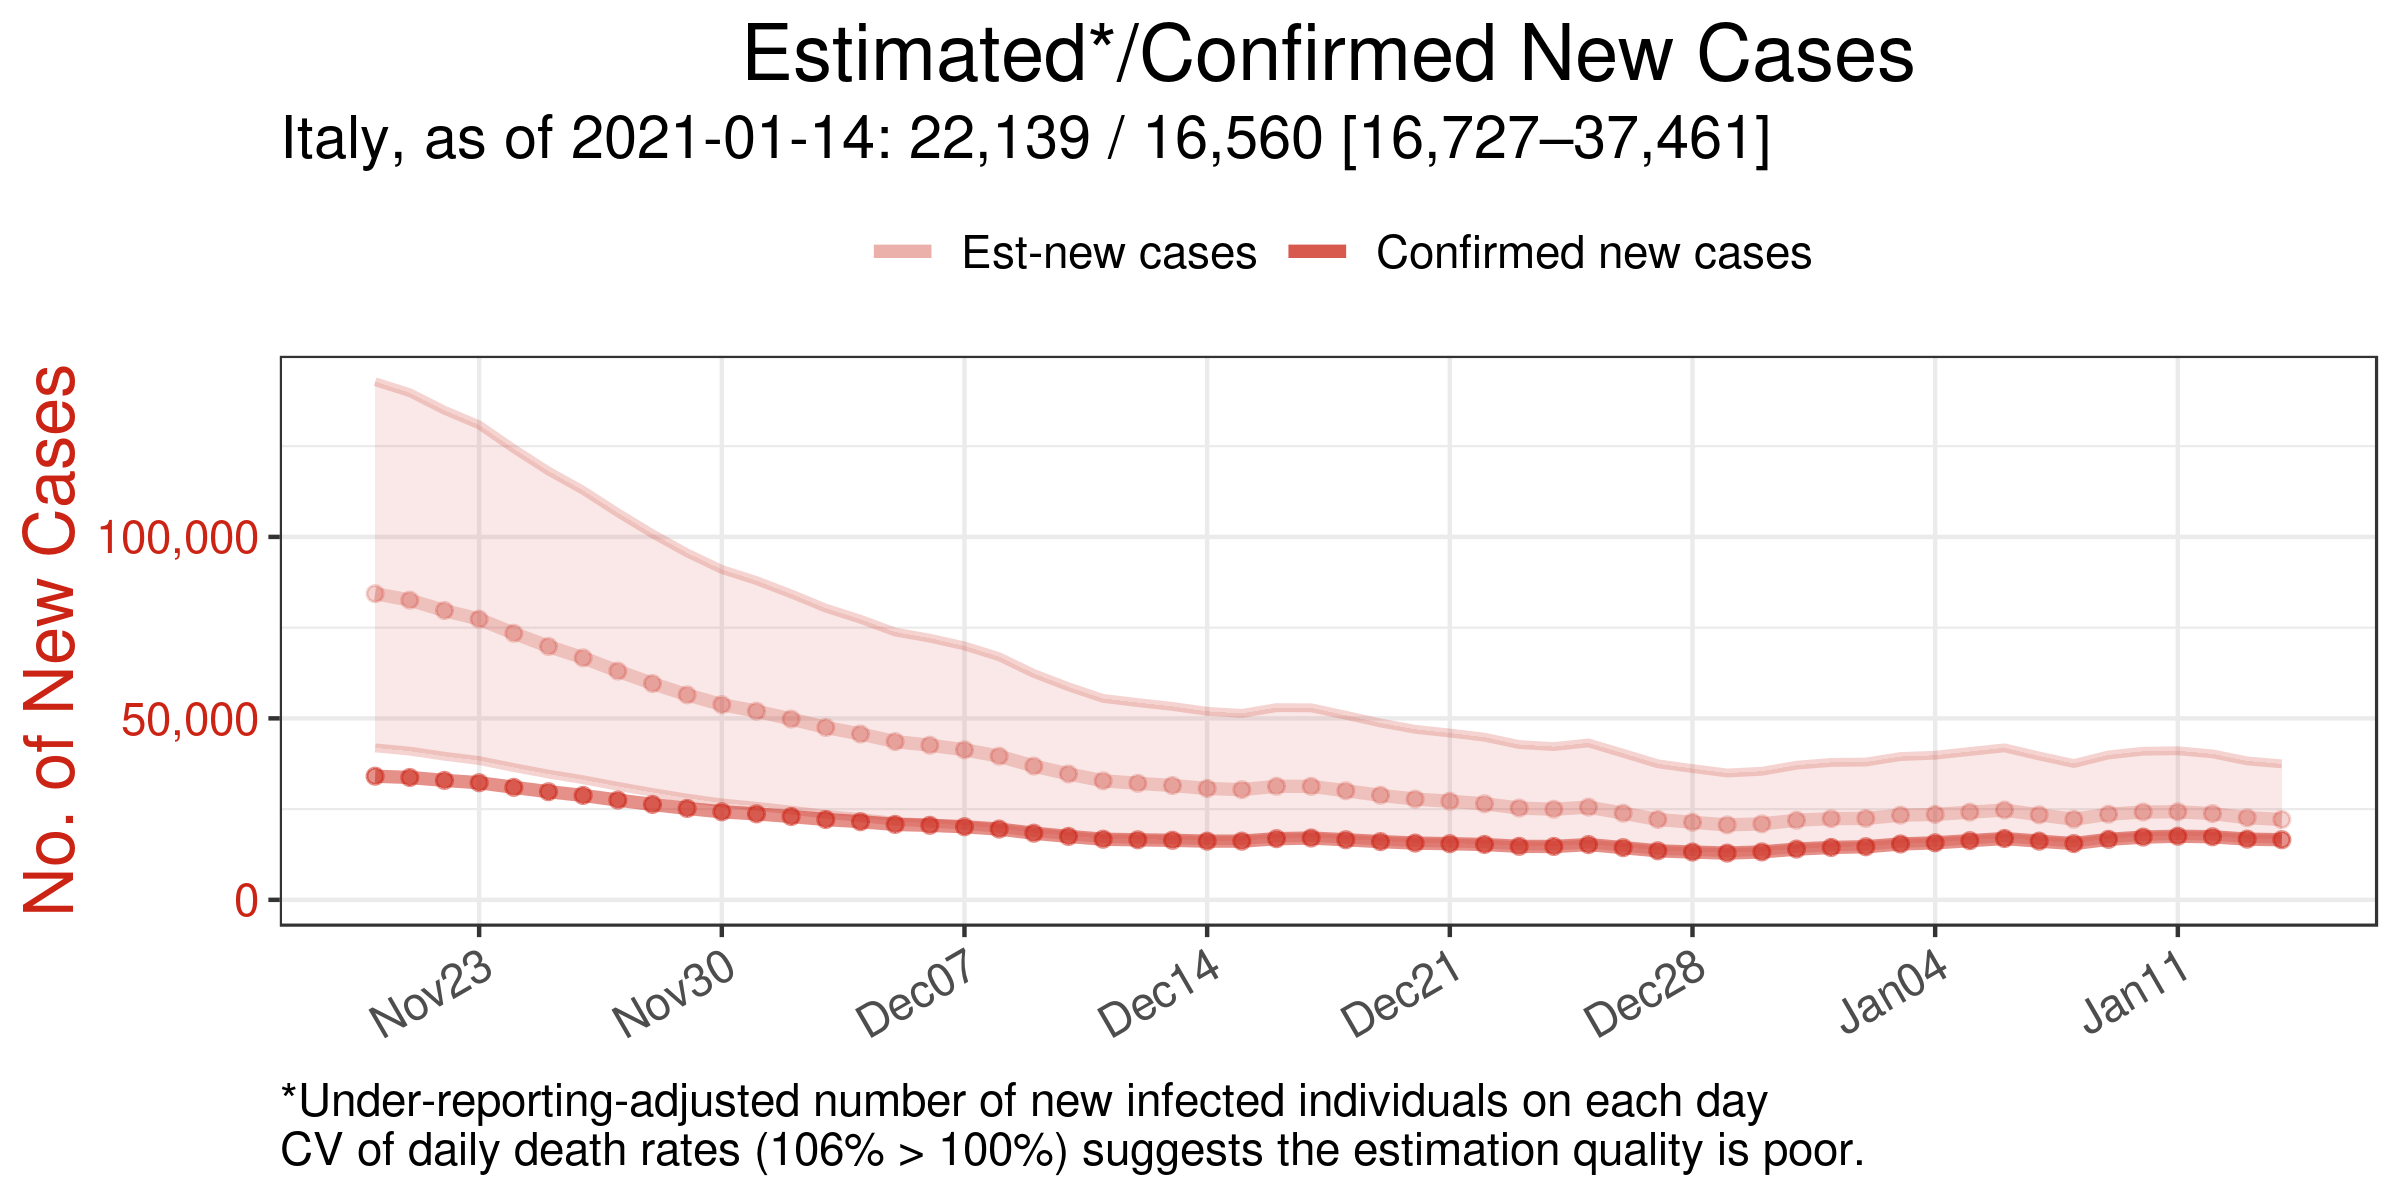 Estimated*/Confirmed New Cases
Italy, as of 2021-01-14: 22,139 / 16,560 [16,727–37,461]
Est-new cases
Confirmed new cases
No. of New Cases
100,000
50,000
0
Nov23
Nov30
Dec07
Dec14
Dec21
Dec28
Jan04
Jan11
*Under-reporting-adjusted number of new infected individuals on each day
CV of daily death rates (106% > 100%) suggests the estimation quality is poor.